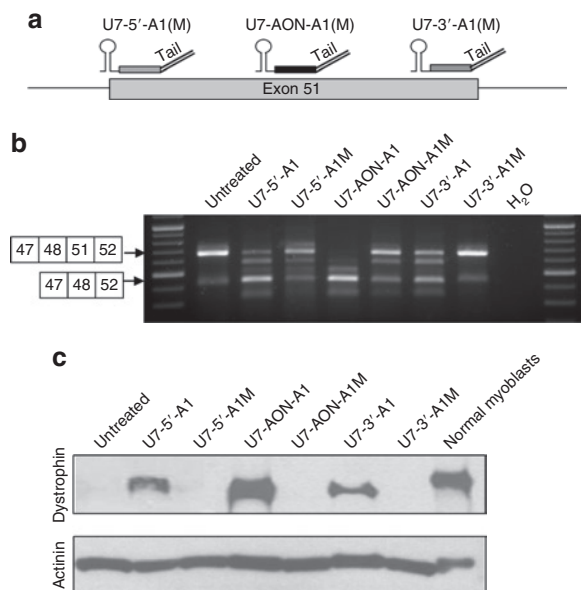 a
U7-5′-A1(M) U7-AON-A1(M) U7-3′-A1(M)
Tail Tail Tail
Exon 51
b
Untreated U7-5′-A1 U7-5′-A1M U7-AON-A1 U7-AON-A1M U7-3′-A1 U7-3′-A1M H₂O
47 48 51 52
47 48 52
c
Untreated U7-5′-A1 U7-5′-A1M U7-AON-A1 U7-AON-A1M U7-3′-A1 U7-3′-A1M Normal myoblasts
Dystrophin
Actinin